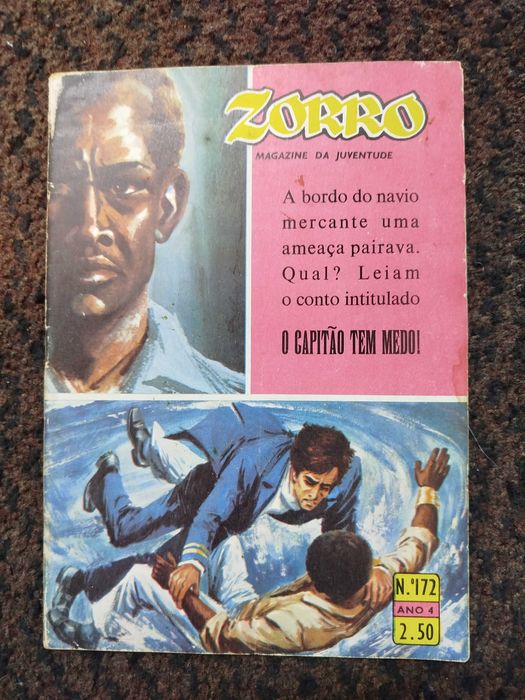 ZORRO
MAGAZINE DA JUVENTUDE
A bordo do navio
mercante uma
ameaça pairava.
Qual? Leiam
o conto intitulado
O CAPITÃO TEM MEDO!
N.º 172
ANO 4
2.50